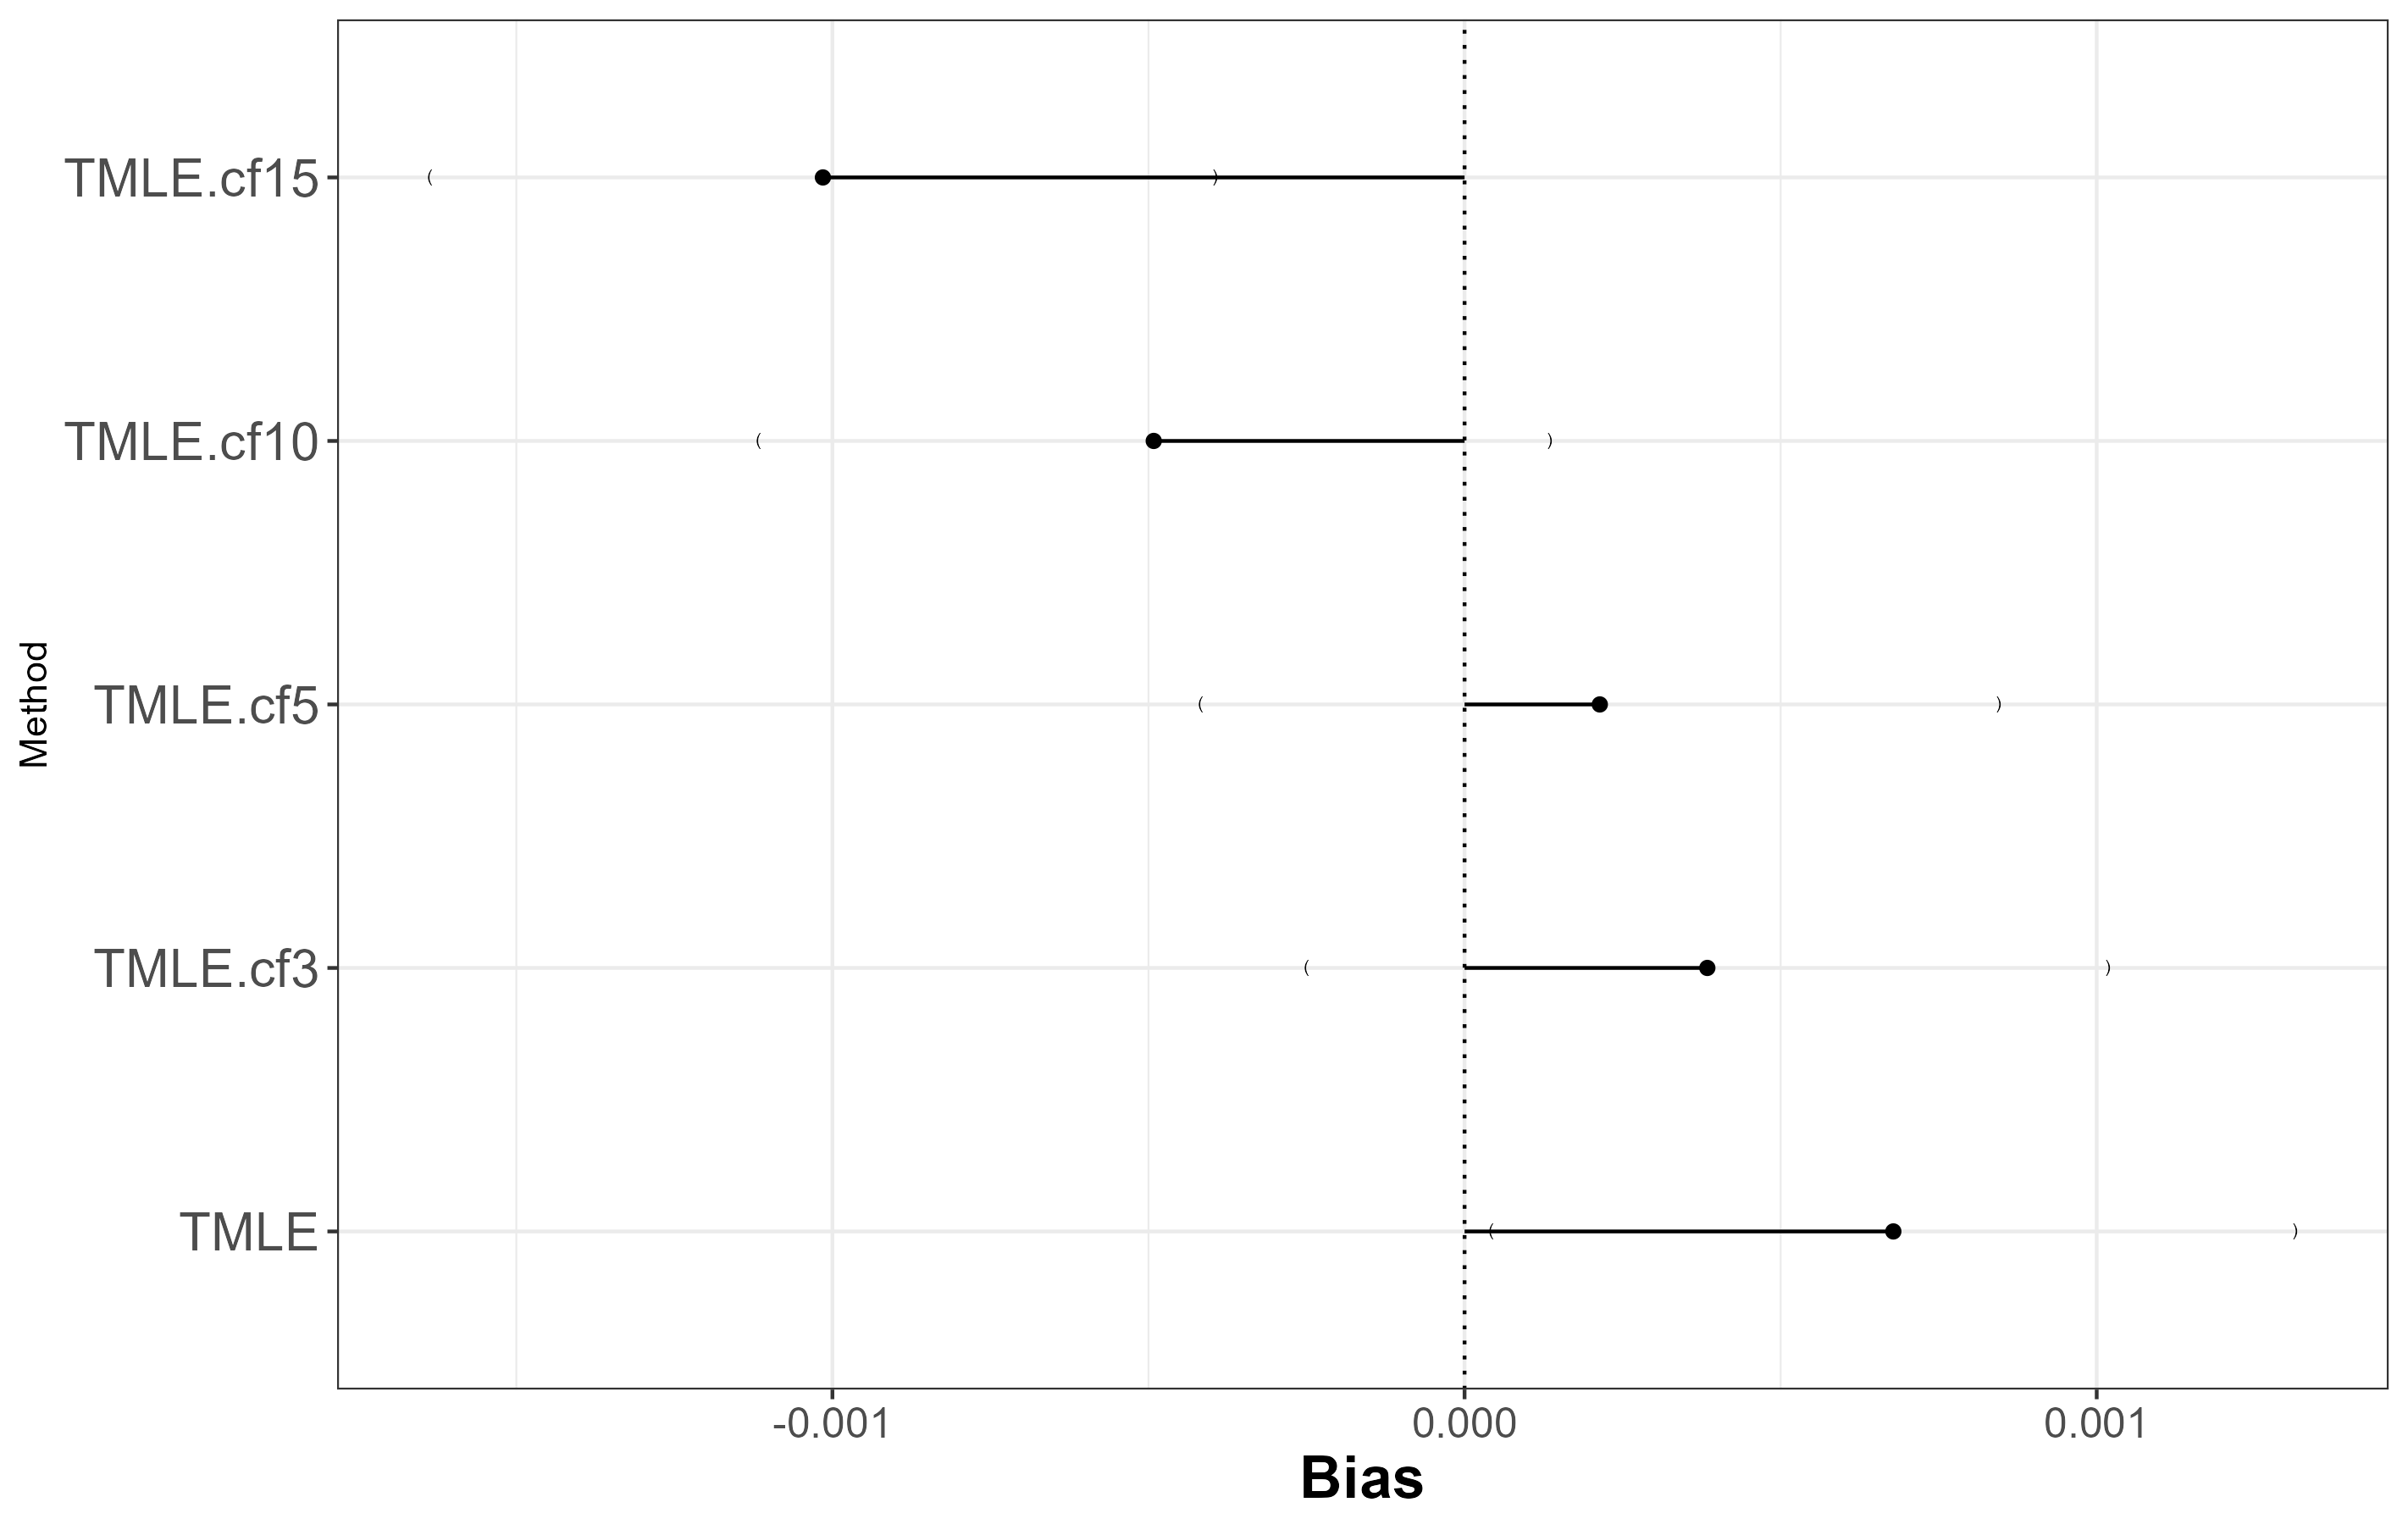 TMLE.cf15
( )
TMLE.cf10
( )
TMLE.cf5
( )
TMLE.cf3
( )
TMLE
( )
Method
-0.001 0.000 0.001
Bias